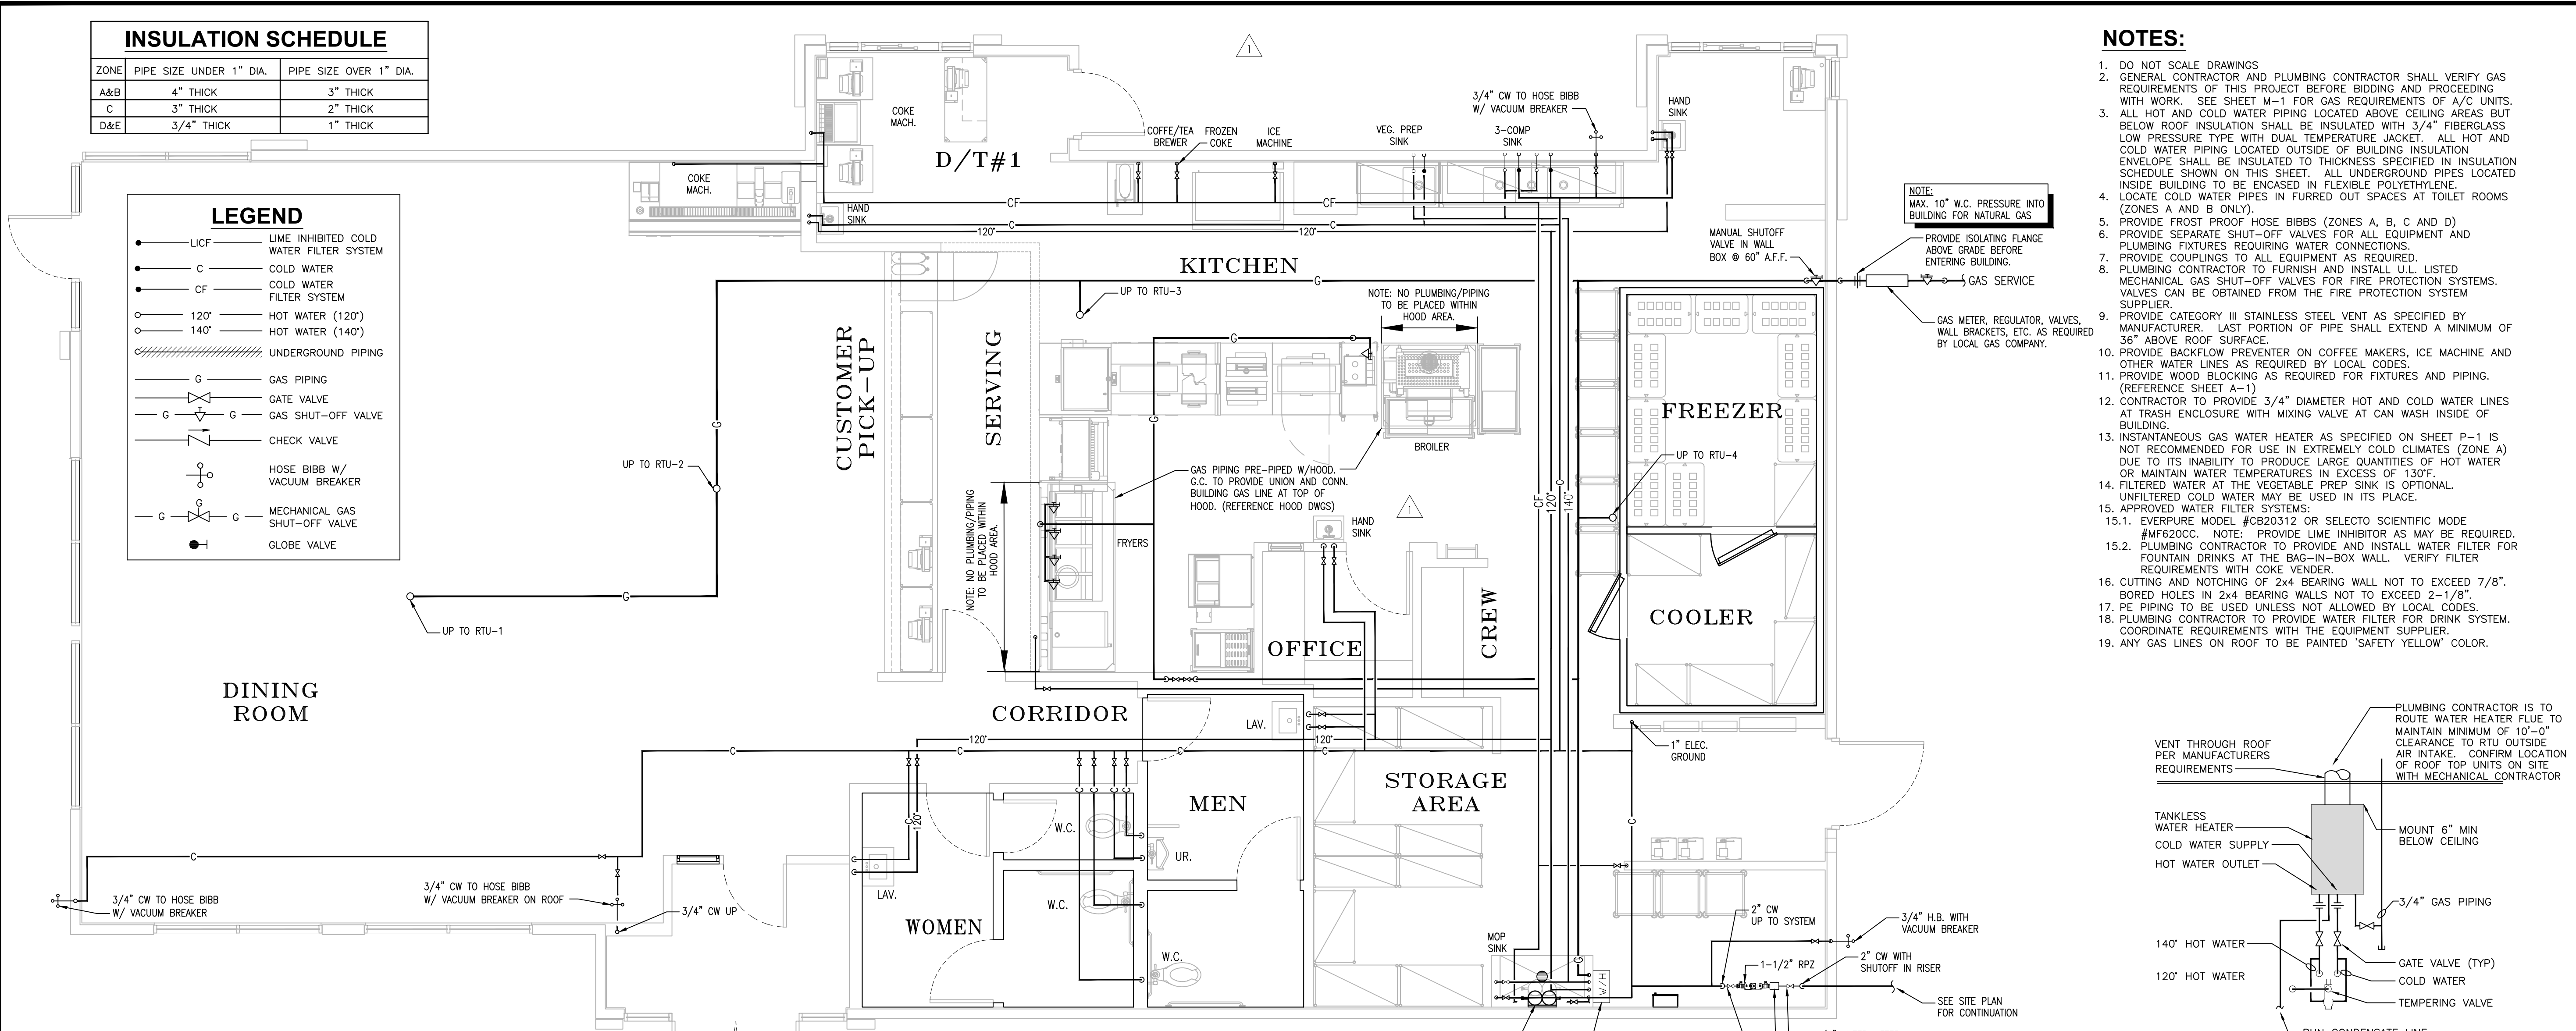 INSULATION SCHEDULE
ZONE PIPE SIZE UNDER 1" DIA. PIPE SIZE OVER 1" DIA.
A&B 4" THICK 3" THICK
C 3" THICK 2" THICK
D&E 3/4" THICK 1" THICK
LEGEND
LICF LIME INHIBITED COLD
WATER FILTER SYSTEM
C COLD WATER
CF COLD WATER
FILTER SYSTEM
120° HOT WATER (120°)
140° HOT WATER (140°)
UNDERGROUND PIPING
G GAS PIPING
GATE VALVE
G G GAS SHUT-OFF VALVE
CHECK VALVE
HOSE BIBB W/
VACUUM BREAKER
G
G G MECHANICAL GAS
SHUT-OFF VALVE
GLOBE VALVE
1
COKE
MACH.
D/T#1
COKE
MACH.
HAND
SINK
COFFE/TEA
BREWER
FROZEN
COKE
ICE
MACHINE
VEG. PREP
SINK
3-COMP
SINK
3/4" CW TO HOSE BIBB
W/ VACUUM BREAKER
HAND
SINK
CF
CF
C
C
120°
120°
KITCHEN
G
UP TO RTU-3
NOTE: NO PLUMBING/PIPING
TO BE PLACED WITHIN
HOOD AREA.
MANUAL SHUTOFF
VALVE IN WALL
BOX @ 60" A.F.F.
NOTE:
MAX. 10" W.C. PRESSURE INTO
BUILDING FOR NATURAL GAS
PROVIDE ISOLATING FLANGE
ABOVE GRADE BEFORE
ENTERING BUILDING.
GAS SERVICE
GAS METER, REGULATOR, VALVES,
WALL BRACKETS, ETC. AS REQUIRED
BY LOCAL GAS COMPANY.
CUSTOMER
PICK-UP
SERVING
G
G
G
G
BROILER
FREEZER
UP TO RTU-2
UP TO RTU-4
GAS PIPING PRE-PIPED W/HOOD.
G.C. TO PROVIDE UNION AND CONN.
BUILDING GAS LINE AT TOP OF
HOOD. (REFERENCE HOOD DWGS)
1
HAND
SINK
FRYERS
NOTE: NO PLUMBING/PIPING
TO BE PLACED WITHIN
HOOD AREA.
CF
120°
C
140°
G
UP TO RTU-1
OFFICE
CREW
COOLER
DINING
ROOM
CORRIDOR
LAV.
120°
120°
C
C
C
C
1" ELEC.
GROUND
STORAGE
AREA
MEN
C
C
C
C
C
120°
W.C.
UR.
C
C
3/4" CW TO HOSE BIBB
W/ VACUUM BREAKER
3/4" CW TO HOSE BIBB
W/ VACUUM BREAKER ON ROOF
3/4" CW UP
LAV.
WOMEN
W.C.
W.C.
MOP
SINK
G
W/H
2" CW
UP TO SYSTEM
3/4" H.B. WITH
VACUUM BREAKER
1-1/2" RPZ
2" CW WITH
SHUTOFF IN RISER
SEE SITE PLAN
FOR CONTINUATION
NOTES:
1. DO NOT SCALE DRAWINGS
2. GENERAL CONTRACTOR AND PLUMBING CONTRACTOR SHALL VERIFY GAS
REQUIREMENTS OF THIS PROJECT BEFORE BIDDING AND PROCEEDING
WITH WORK. SEE SHEET M-1 FOR GAS REQUIREMENTS OF A/C UNITS.
3. ALL HOT AND COLD WATER PIPING LOCATED ABOVE CEILING AREAS BUT
BELOW ROOF INSULATION SHALL BE INSULATED WITH 3/4" FIBERGLASS
LOW PRESSURE TYPE WITH DUAL TEMPERATURE JACKET. ALL HOT AND
COLD WATER PIPING LOCATED OUTSIDE OF BUILDING INSULATION
ENVELOPE SHALL BE INSULATED TO THICKNESS SPECIFIED IN INSULATION
SCHEDULE SHOWN ON THIS SHEET. ALL UNDERGROUND PIPES LOCATED
INSIDE BUILDING TO BE ENCASED IN FLEXIBLE POLYETHYLENE.
4. LOCATE COLD WATER PIPES IN FURRED OUT SPACES AT TOILET ROOMS
(ZONES A AND B ONLY).
5. PROVIDE FROST PROOF HOSE BIBBS (ZONES A, B, C AND D)
6. PROVIDE SEPARATE SHUT-OFF VALVES FOR ALL EQUIPMENT AND
PLUMBING FIXTURES REQUIRING WATER CONNECTIONS.
7. PROVIDE COUPLINGS TO ALL EQUIPMENT AS REQUIRED.
8. PLUMBING CONTRACTOR TO FURNISH AND INSTALL U.L. LISTED
MECHANICAL GAS SHUT-OFF VALVES FOR FIRE PROTECTION SYSTEMS.
VALVES CAN BE OBTAINED FROM THE FIRE PROTECTION SYSTEM
SUPPLIER.
9. PROVIDE CATEGORY III STAINLESS STEEL VENT AS SPECIFIED BY
MANUFACTURER. LAST PORTION OF PIPE SHALL EXTEND A MINIMUM OF
36" ABOVE ROOF SURFACE.
10. PROVIDE BACKFLOW PREVENTER ON COFFEE MAKERS, ICE MACHINE AND
OTHER WATER LINES AS REQUIRED BY LOCAL CODES.
11. PROVIDE WOOD BLOCKING AS REQUIRED FOR FIXTURES AND PIPING.
(REFERENCE SHEET A-1)
12. CONTRACTOR TO PROVIDE 3/4" DIAMETER HOT AND COLD WATER LINES
AT TRASH ENCLOSURE WITH MIXING VALVE AT CAN WASH INSIDE OF
BUILDING.
13. INSTANTANEOUS GAS WATER HEATER AS SPECIFIED ON SHEET P-1 IS
NOT RECOMMENDED FOR USE IN EXTREMELY COLD CLIMATES (ZONE A)
DUE TO ITS INABILITY TO PRODUCE LARGE QUANTITIES OF HOT WATER
OR MAINTAIN WATER TEMPERATURES IN EXCESS OF 130°F.
14. FILTERED WATER AT THE VEGETABLE PREP SINK IS OPTIONAL.
UNFILTERED COLD WATER MAY BE USED IN ITS PLACE.
15. APPROVED WATER FILTER SYSTEMS:
15.1. EVERPURE MODEL #CB20312 OR SELECTO SCIENTIFIC MODE
#MF620CC. NOTE: PROVIDE LIME INHIBITOR AS MAY BE REQUIRED.
15.2. PLUMBING CONTRACTOR TO PROVIDE AND INSTALL WATER FILTER FOR
FOUNTAIN DRINKS AT THE BAG-IN-BOX WALL. VERIFY FILTER
REQUIREMENTS WITH COKE VENDER.
16. CUTTING AND NOTCHING OF 2x4 BEARING WALL NOT TO EXCEED 7/8".
BORED HOLES IN 2x4 BEARING WALLS NOT TO EXCEED 2-1/8".
17. PE PIPING TO BE USED UNLESS NOT ALLOWED BY LOCAL CODES.
18. PLUMBING CONTRACTOR TO PROVIDE WATER FILTER FOR DRINK SYSTEM.
COORDINATE REQUIREMENTS WITH THE EQUIPMENT SUPPLIER.
19. ANY GAS LINES ON ROOF TO BE PAINTED 'SAFETY YELLOW' COLOR.
PLUMBING CONTRACTOR IS TO
ROUTE WATER HEATER FLUE TO
MAINTAIN MINIMUM OF 10'-0"
CLEARANCE TO RTU OUTSIDE
AIR INTAKE. CONFIRM LOCATION
OF ROOF TOP UNITS ON SITE
WITH MECHANICAL CONTRACTOR
VENT THROUGH ROOF
PER MANUFACTURERS
REQUIREMENTS
TANKLESS
WATER HEATER
COLD WATER SUPPLY
HOT WATER OUTLET
MOUNT 6" MIN
BELOW CEILING
3/4" GAS PIPING
140° HOT WATER
120° HOT WATER
GATE VALVE (TYP)
COLD WATER
TEMPERING VALVE
RUN CONDENSATE LINE